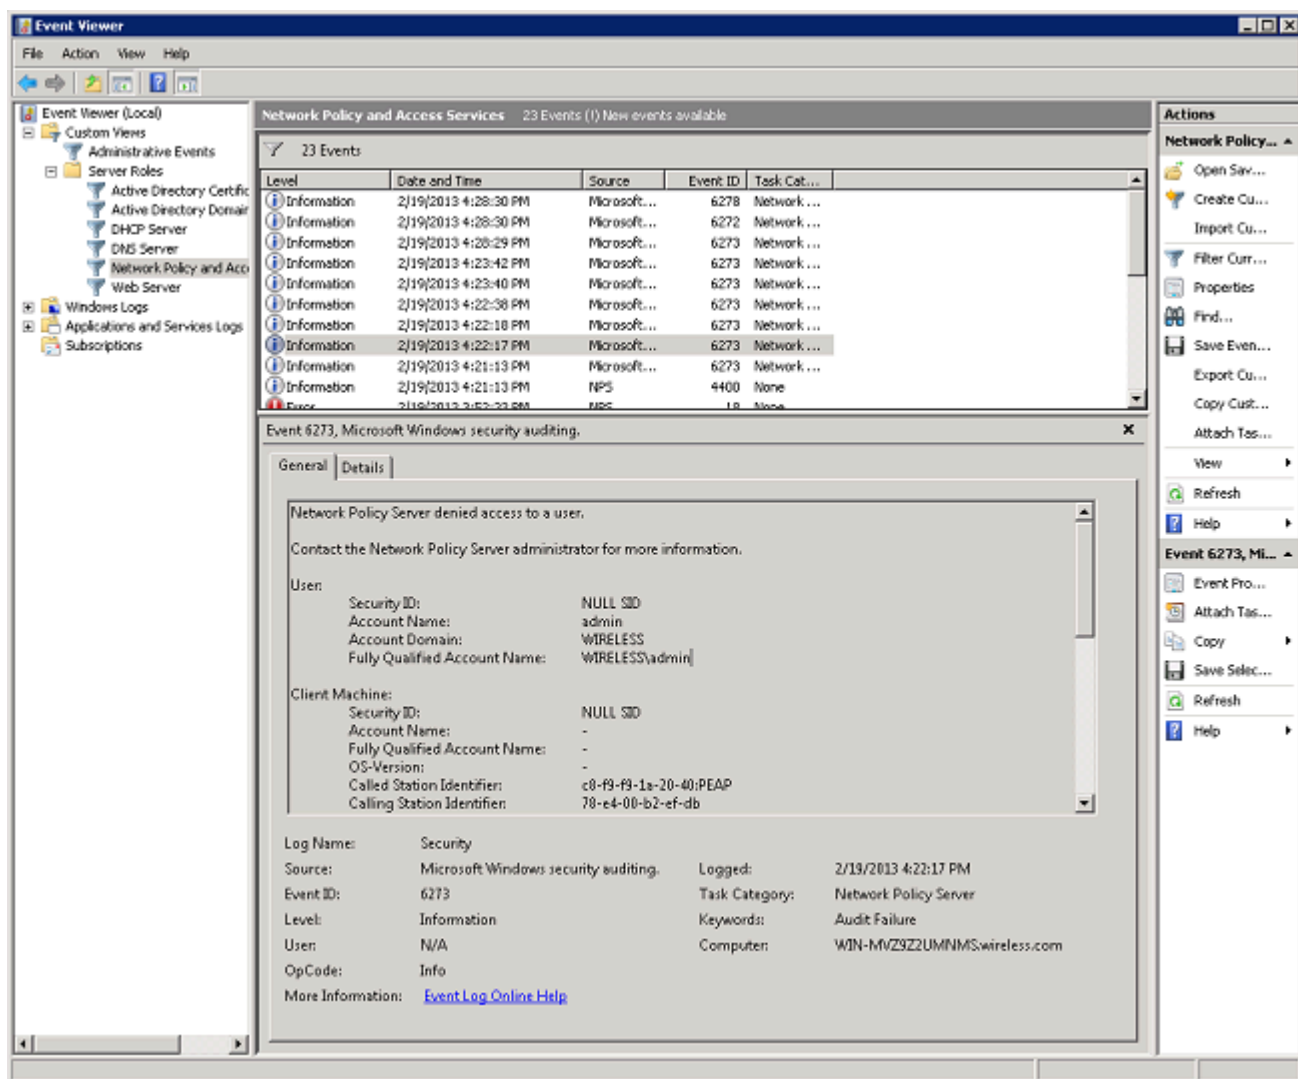 Event Viewer
File Action View Help
Event Viewer (Local)
Custom Views
Administrative Events
Server Roles
Active Directory Certific
Active Directory Domair
DHCP Server
DNS Server
Network Policy and Acce
Web Server
Windows Logs
Applications and Services Logs
Subscriptions
Network Policy and Access Services 23 Events (!) New events available
23 Events
Level Date and Time Source Event ID Task Cat...
Information 2/19/2013 4:28:30 PM Microsoft... 6278 Network ...
Information 2/19/2013 4:28:30 PM Microsoft... 6272 Network ...
Information 2/19/2013 4:28:29 PM Microsoft... 6273 Network ...
Information 2/19/2013 4:23:42 PM Microsoft... 6273 Network ...
Information 2/19/2013 4:23:40 PM Microsoft... 6273 Network ...
Information 2/19/2013 4:22:38 PM Microsoft... 6273 Network ...
Information 2/19/2013 4:22:18 PM Microsoft... 6273 Network ...
Information 2/19/2013 4:22:17 PM Microsoft... 6273 Network ...
Information 2/19/2013 4:21:13 PM Microsoft... 6273 Network ...
Information 2/19/2013 4:21:13 PM NPS 4400 None
Error 2/19/2013 3:52:33 PM NPS 18 None
Event 6273, Microsoft Windows security auditing.
General Details
Network Policy Server denied access to a user.
Contact the Network Policy Server administrator for more information.
User:
Security ID: NULL SID
Account Name: admin
Account Domain: WIRELESS
Fully Qualified Account Name: WIRELESS\admin
Client Machine:
Security ID: NULL SID
Account Name: -
Fully Qualified Account Name: -
OS-Version: -
Called Station Identifier: c8-f9-f9-1a-20-40:PEAP
Calling Station Identifier: 78-e4-00-b2-ef-db
Log Name: Security
Source: Microsoft Windows security auditing. Logged: 2/19/2013 4:22:17 PM
Event ID: 6273 Task Category: Network Policy Server
Level: Information Keywords: Audit Failure
User: N/A Computer: WIN-MVZ9Z2UMNMS.wireless.com
OpCode: Info
More Information: Event Log Online Help
Actions
Network Policy...
Open Sav...
Create Cu...
Import Cu...
Filter Curr...
Properties
Find...
Save Even...
Export Cu...
Copy Cust...
Attach Tas...
View
Refresh
Help
Event 6273, Mi...
Event Pro...
Attach Tas...
Copy
Save Selec...
Refresh
Help